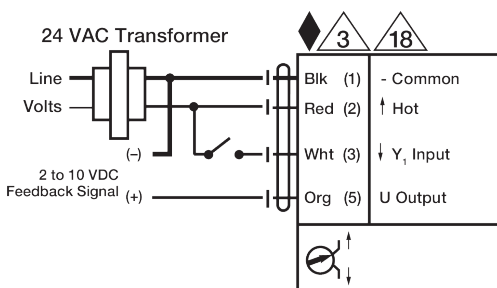 24 VAC Transformer
3 18
Line Blk (1) - Common
Volts Red (2) ↑ Hot
(–) Wht (3) ↓ Y₁ Input
2 to 10 VDC
Feedback Signal (+) Org (5) U Output